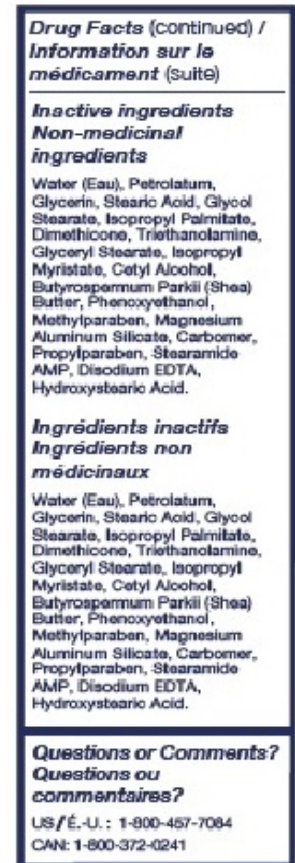 Drug Facts (continued) /
Information sur le
médicament (suite)
Inactive ingredients
Non-medicinal
ingredients
Water (Eau), Petrolatum,
Glycerin, Stearic Acid, Glycol
Stearate, Isopropyl Palmitate,
Dimethicone, Triethanolamine,
Glyceryl Stearate, Isopropyl
Myristate, Cetyl Alcohol,
Butyrospermum Parkii (Shea)
Butter, Phenoxyethanol,
Methylparaben, Magnesium
Aluminum Silicate, Carbomer,
Propylparaben, Stearamide
AMP, Disodium EDTA,
Hydroxystearic Acid.
Ingrédients inactifs
Ingrédients non
médicinaux
Water (Eau), Petrolatum,
Glycerin, Stearic Acid, Glycol
Stearate, Isopropyl Palmitate,
Dimethicone, Triethanolamine,
Glyceryl Stearate, Isopropyl
Myristate, Cetyl Alcohol,
Butyrospermum Parkii (Shea)
Butter, Phenoxyethanol,
Methylparaben, Magnesium
Aluminum Silicate, Carbomer,
Propylparaben, Stearamide
AMP, Disodium EDTA,
Hydroxystearic Acid.
Questions or Comments?
Questions ou
commentaires?
US/É.-U. : 1-800-457-7084
CAN: 1-800-372-0241